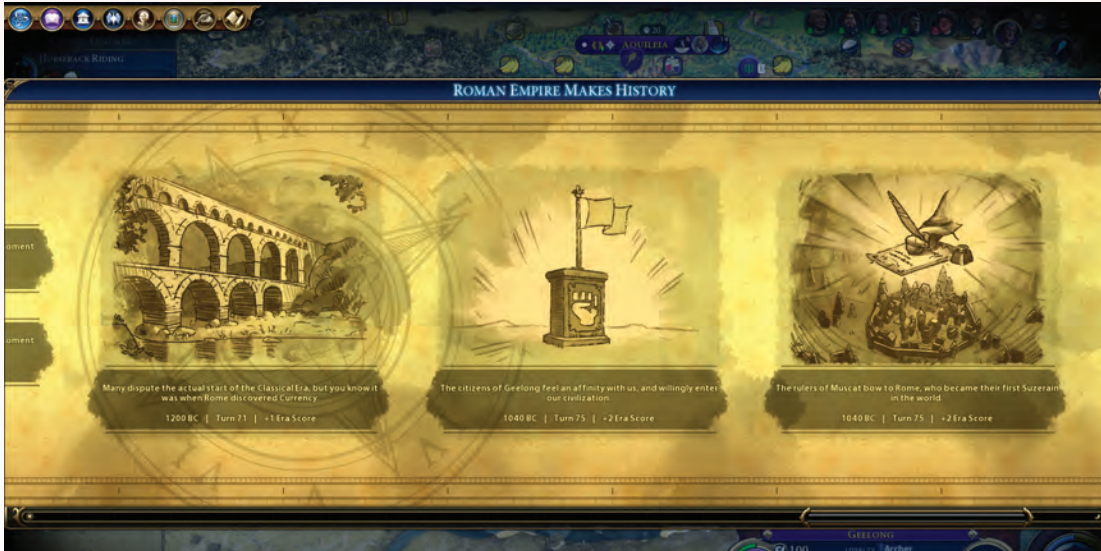 20
AQUILEIA
HORSEBACK RIDING
ROMAN EMPIRE MAKES HISTORY
oment
oment
Many dispute the actual start of the Classical Era, but you know it
was when Rome discovered Currency.
1200 BC | Turn 71 | +1 Era Score
The citizens of Geelong feel an affinity with us, and willingly enter
our civilization.
1040 BC | Turn 75 | +2 Era Score
The rulers of Muscat bow to Rome, who became their first Suzerain
in the world.
1040 BC | Turn 75 | +2 Era Score
GEELONG
100
Archer